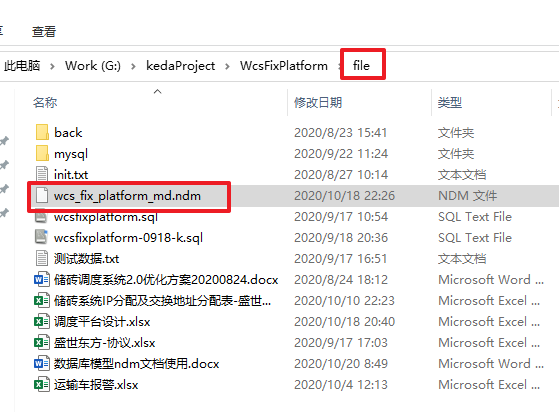 共享 查看
此电脑 > Work (G:) > kedaProject > WcsFixPlatform > file
名称 修改日期 类型
back 2020/8/23 15:41 文件夹
mysql 2020/9/22 11:24 文件夹
init.txt 2020/8/27 10:14 文本文档
wcs_fix_platform_md.ndm 2020/10/18 22:26 NDM 文件
wcsfixplatform.sql 2020/9/17 10:54 SQL Text File
wcsfixplatform-0918-k.sql 2020/9/18 20:36 SQL Text File
测试数据.txt 2020/9/17 16:51 文本文档
储砖调度系统2.0优化方案20200824.docx 2020/8/24 18:12 Microsoft Word ...
储砖系统IP分配及交换地址分配表-盛世... 2020/10/10 22:23 Microsoft Excel ...
调度平台设计.xlsx 2020/10/18 20:40 Microsoft Excel ...
盛世东方-协议.xlsx 2020/9/17 17:03 Microsoft Excel ...
数据库模型ndm文档使用.docx 2020/10/20 8:49 Microsoft Word ...
运输车报警.xlsx 2020/10/4 12:13 Microsoft Excel ...